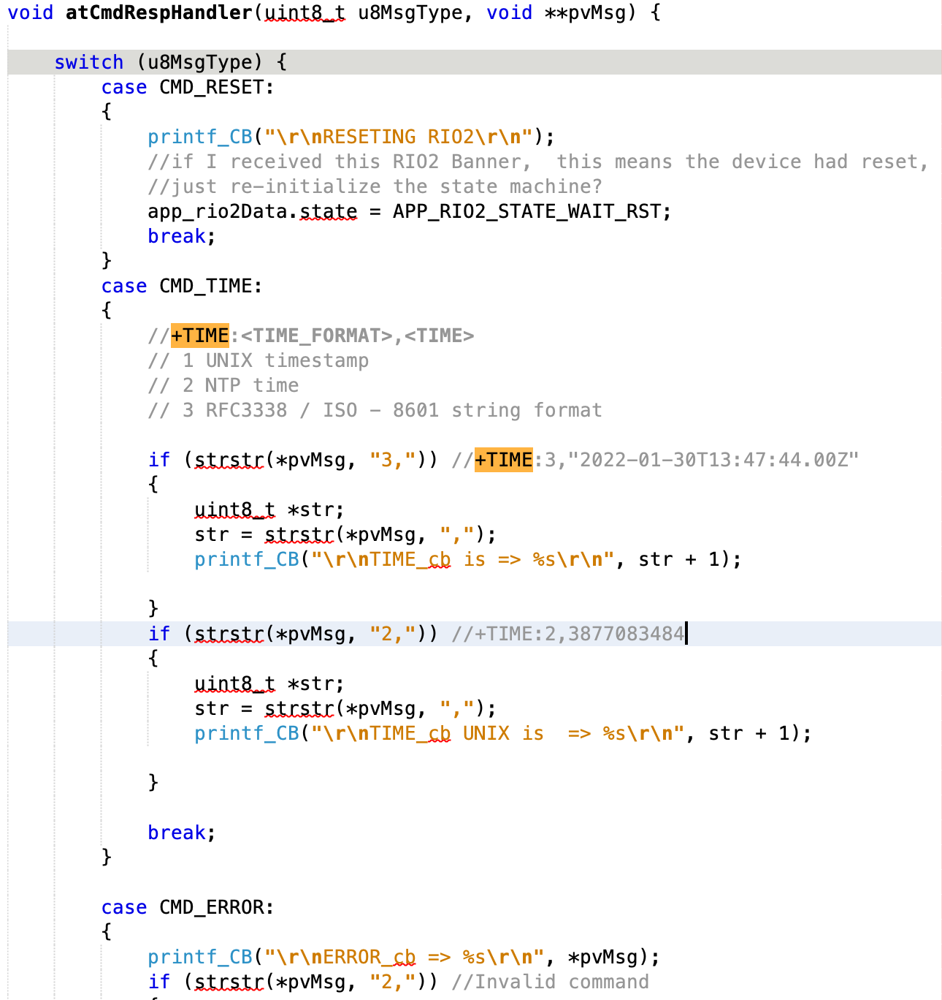 void atCmdRespHandler(uint8_t u8MsgType, void **pvMsg) {
switch (u8MsgType) {
case CMD_RESET:
{
printf_CB("\r\nRESETING RIO2\r\n");
//if I received this RIO2 Banner,  this means the device had reset,
//just re-initialize the state machine?
app_rio2Data.state = APP_RIO2_STATE_WAIT_RST;
break;
}
case CMD_TIME:
{
//+TIME:<TIME_FORMAT>,<TIME>
// 1 UNIX timestamp
// 2 NTP time
// 3 RFC3338 / ISO - 8601 string format
if (strstr(*pvMsg, "3,")) //+TIME:3,"2022-01-30T13:47:44.00Z"
{
uint8_t *str;
str = strstr(*pvMsg, ",");
printf_CB("\r\nTIME_cb is => %s\r\n", str + 1);
}
if (strstr(*pvMsg, "2,")) //+TIME:2,3877083484
{
uint8_t *str;
str = strstr(*pvMsg, ",");
printf_CB("\r\nTIME_cb UNIX is  => %s\r\n", str + 1);
}
break;
}
case CMD_ERROR:
{
printf_CB("\r\nERROR_cb => %s\r\n", *pvMsg);
if (strstr(*pvMsg, "2,")) //Invalid command